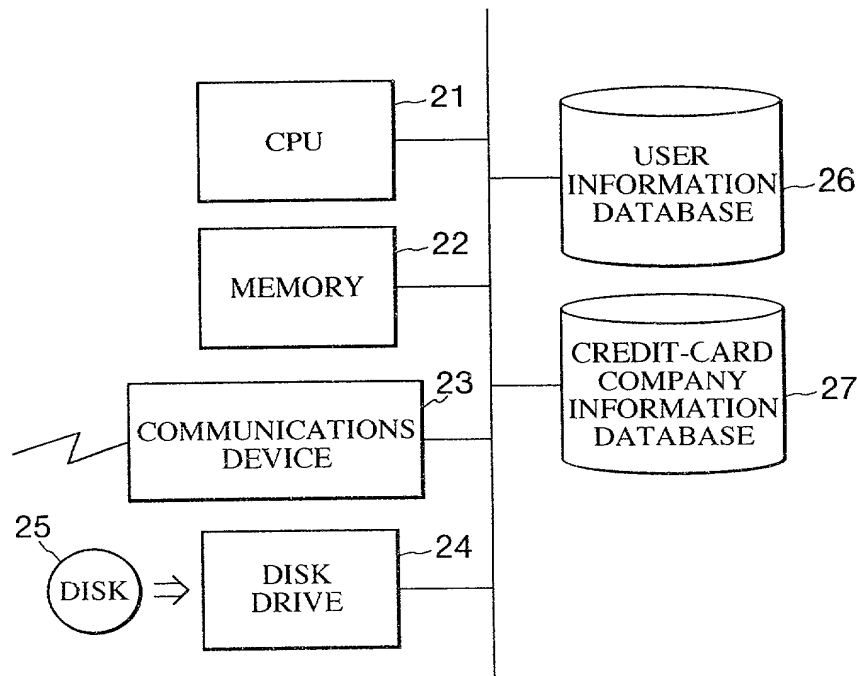 21
CPU
22
MEMORY
23
COMMUNICATIONS
DEVICE
25
DISK
24
DISK
DRIVE
USER
INFORMATION
DATABASE
26
CREDIT-CARD
COMPANY
INFORMATION
DATABASE
27